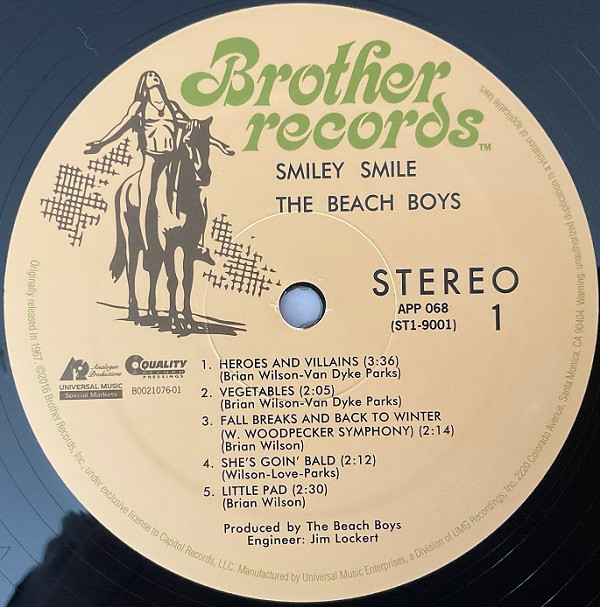 Brother
records™
SMILEY SMILE
THE BEACH BOYS
STEREO
APP 068
(ST1-9001)
1
Analogue
Productions
QUALITY
RECORD
PRESSINGS
UNIVERSAL MUSIC
Special Markets
B0021076-01
1. HEROES AND VILLAINS (3:36)
(Brian Wilson-Van Dyke Parks)
2. VEGETABLES (2:05)
(Brian Wilson-Van Dyke Parks)
3. FALL BREAKS AND BACK TO WINTER
(W. WOODPECKER SYMPHONY) (2:14)
(Brian Wilson)
4. SHE'S GOIN' BALD (2:12)
(Wilson-Love-Parks)
5. LITTLE PAD (2:30)
(Brian Wilson)
Produced by The Beach Boys
Engineer: Jim Lockert
Originally released in 1967. ©2016 Brother Records, Inc., under exclusive license to Capitol Records, LLC. Manufactured by Universal Music Enterprises, a Division of UMG Recordings, Inc. 2220 Colorado Avenue, Santa Monica, CA 90404. Warning: unauthorized duplication is a violation of applicable laws.